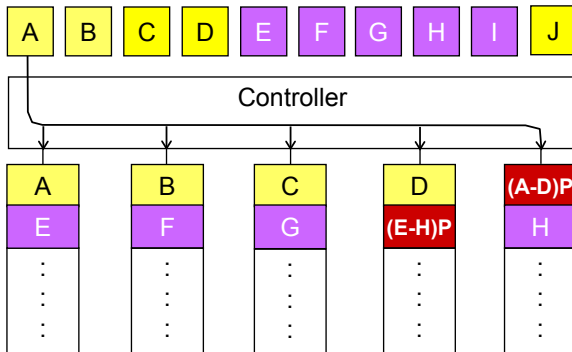 A B C D E F G H I J
Controller
A B C D (A-D)P
E F G (E-H)P H